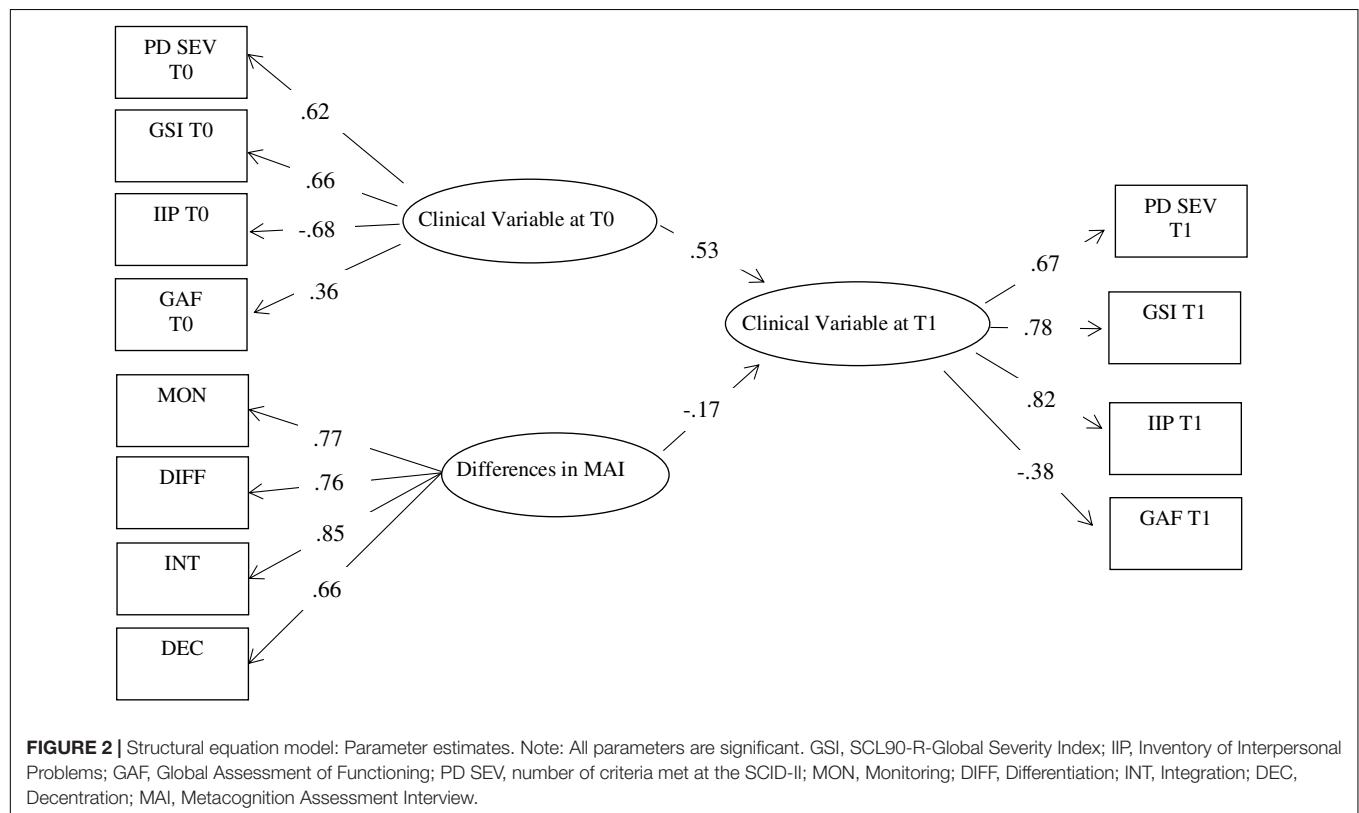 PD SEV
T0
.62
GSI T0
.66
IIP T0
-.68
GAF
T0
.36
Clinical Variable at T0
.53
MON
.77
DIFF
.76
INT
.85
DEC
.66
Differences in MAI
-.17
Clinical Variable at T1
PD SEV
T1
.67
GSI T1
.78
IIP T1
.82
GAF T1
-.38
FIGURE 2 | Structural equation model: Parameter estimates. Note: All parameters are significant. GSI, SCL90-R-Global Severity Index; IIP, Inventory of Interpersonal
Problems; GAF, Global Assessment of Functioning; PD SEV, number of criteria met at the SCID-II; MON, Monitoring; DIFF, Differentiation; INT, Integration; DEC,
Decentration; MAI, Metacognition Assessment Interview.